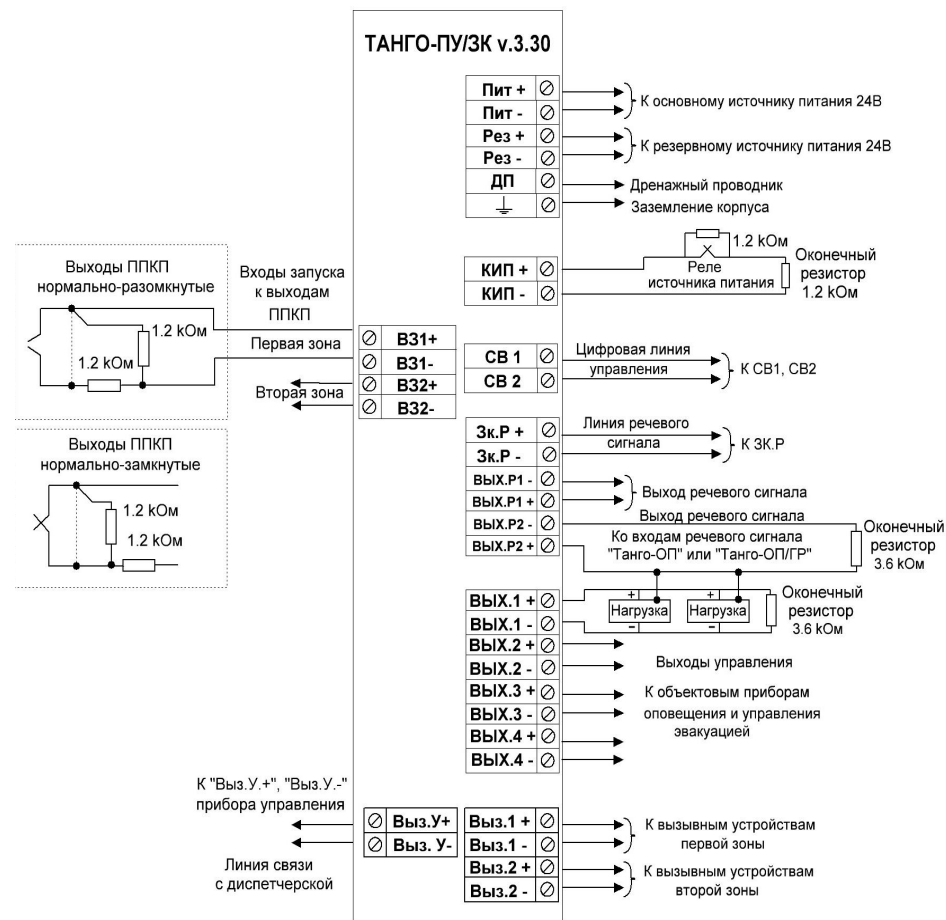 ТАНГО-ПУ/ЗК v.3.30
Пит +
Пит -
К основному источнику питания 24В
Рез +
Рез -
К резервному источнику питания 24В
ДП
Дренажный проводник
Заземление корпуса
КИП +
КИП -
1.2 kОм
Реле
источника питания
Оконечный
резистор
1.2 kОм
Выходы ППКП
нормально-разомкнутые
1.2 kОм
1.2 kОм
Входы запуска
к выходам
ППКП
Первая зона
Вторая зона
ВЗ1+
ВЗ1-
ВЗ2+
ВЗ2-
СВ 1
СВ 2
Цифровая линия
управления
К СВ1, СВ2
Выходы ППКП
нормально-замкнутые
1.2 kОм
1.2 kОм
Зк.Р +
Зк.Р -
Линия речевого
сигнала
К ЗК.Р
ВЫХ.Р1 -
ВЫХ.Р1 +
Выход речевого сигнала
ВЫХ.Р2 -
ВЫХ.Р2 +
Выход речевого сигнала
Ко входам речевого сигнала
"Танго-ОП" или "Танго-ОП/ГР"
Оконечный
резистор
3.6 kОм
ВЫХ.1 +
ВЫХ.1 -
+
Нагрузка
–
+
Нагрузка
–
Оконечный
резистор
3.6 kОм
ВЫХ.2 +
ВЫХ.2 -
ВЫХ.3 +
ВЫХ.3 -
ВЫХ.4 +
ВЫХ.4 -
Выходы управления
К объектовым приборам
оповещения и управления
эвакуацией
К "Выз.У.+", "Выз.У.-"
прибора управления
Линия связи
с диспетчерской
Выз.У+
Выз. У-
Выз.1 +
Выз.1 -
К вызывным устройствам
первой зоны
Выз.2 +
Выз.2 -
К вызывным устройствам
второй зоны